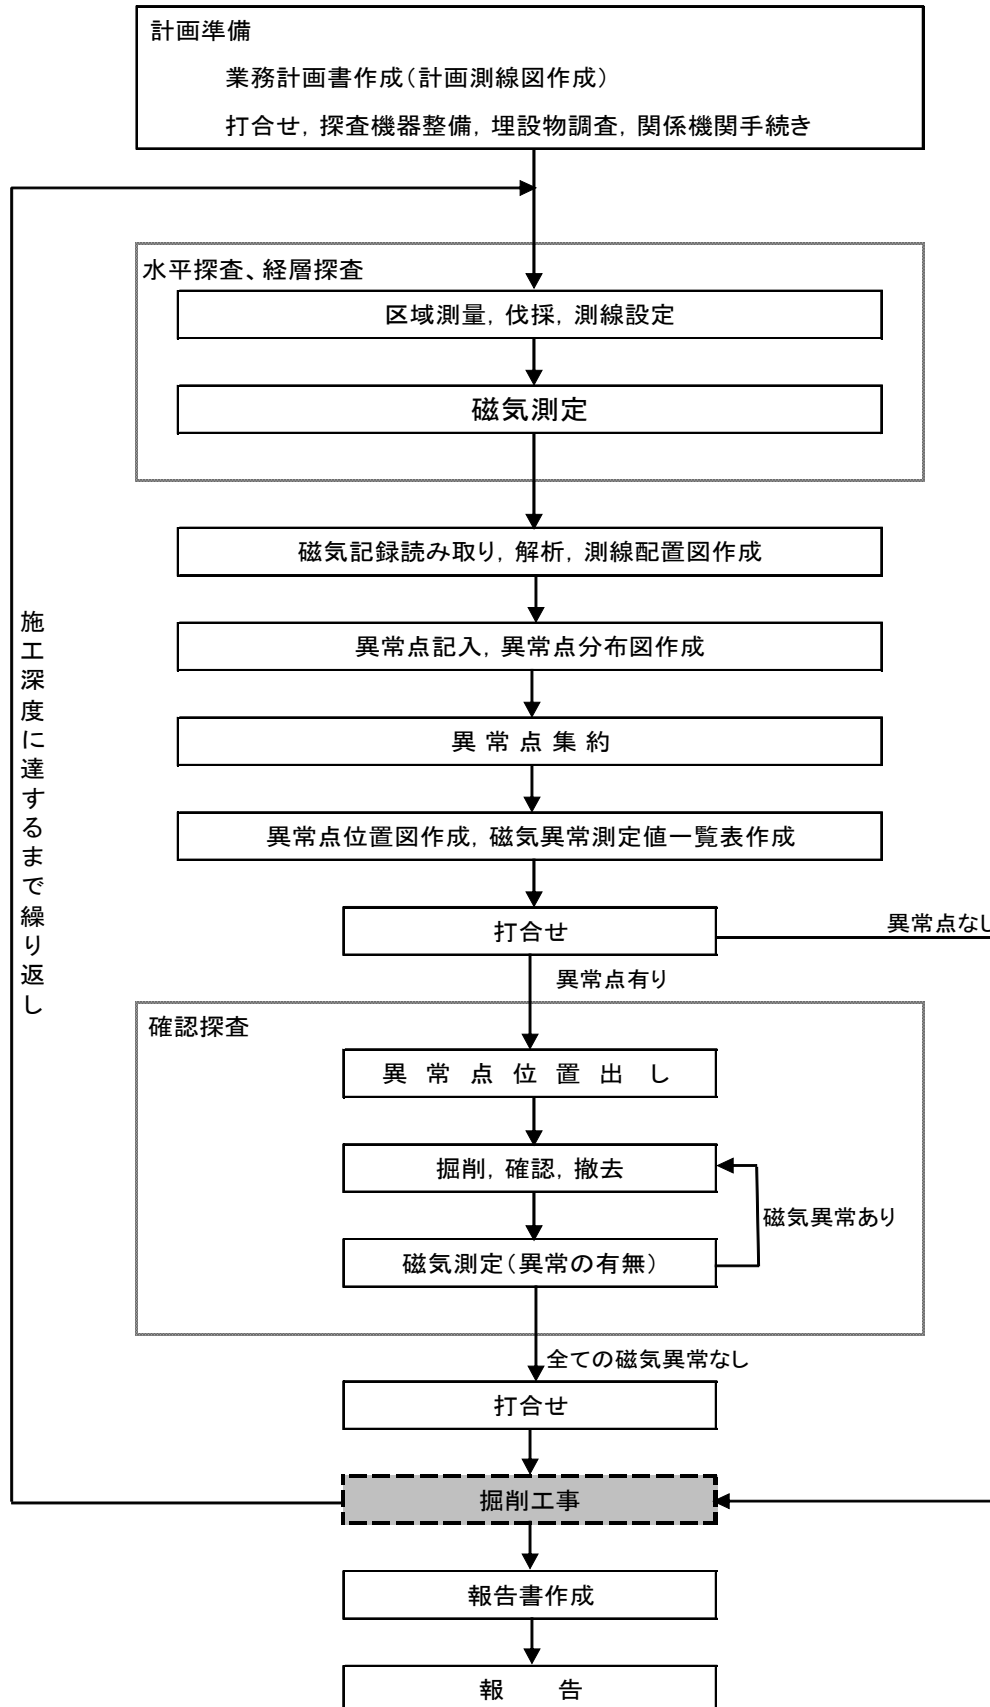 計画準備
業務計画書作成（計画測線図作成）
打合せ，探査機器整備，埋設物調査，関係機関手続き
水平探査、経層探査
区域測量，伐採，測線設定
磁気測定
磁気記録読み取り，解析，測線配置図作成
異常点記入，異常点分布図作成
異常点集約
異常点位置図作成，磁気異常測定値一覧表作成
打合せ
異常点なし
異常点有り
施工深度に達するまで繰り返し
確認探査
異常点位置出し
掘削，確認，撤去
磁気異常あり
磁気測定（異常の有無）
全ての磁気異常なし
打合せ
掘削工事
報告書作成
報　告